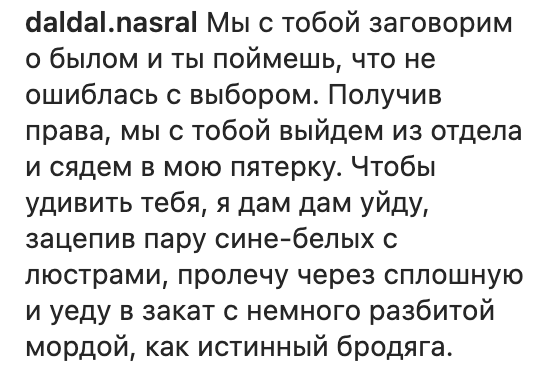 daldal.nasral Мы с тобой заговорим
о былом и ты поймешь, что не
ошиблась с выбором. Получив
права, мы с тобой выйдем из отдела
и сядем в мою пятерку. Чтобы
удивить тебя, я дам дам уйду,
зацепив пару сине-белых с
люстрами, пролечу через сплошную
и уеду в закат с немного разбитой
мордой, как истинный бродяга.